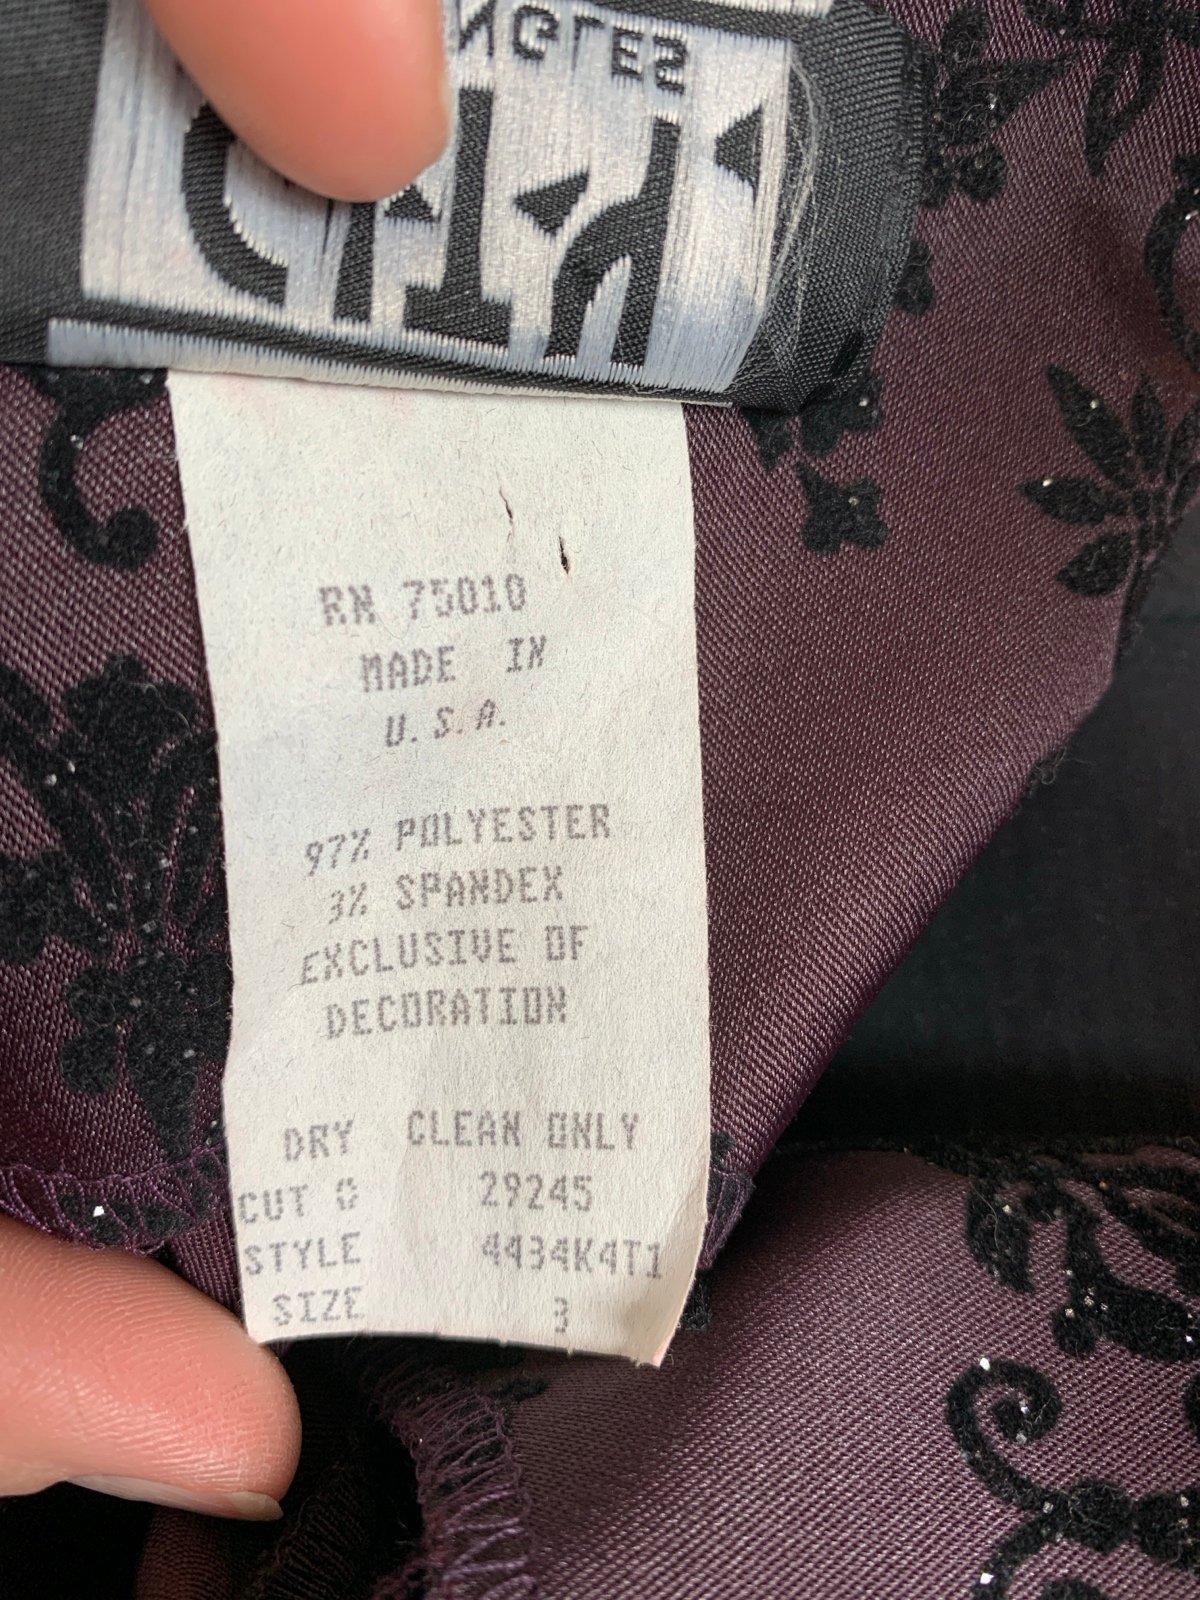 RN 75010
MADE IN
U.S.A.
97% POLYESTER
3% SPANDEX
EXCLUSIVE OF
DECORATION
DRY CLEAN ONLY
CUT # 29245
STYLE 4434K4T1
SIZE 3